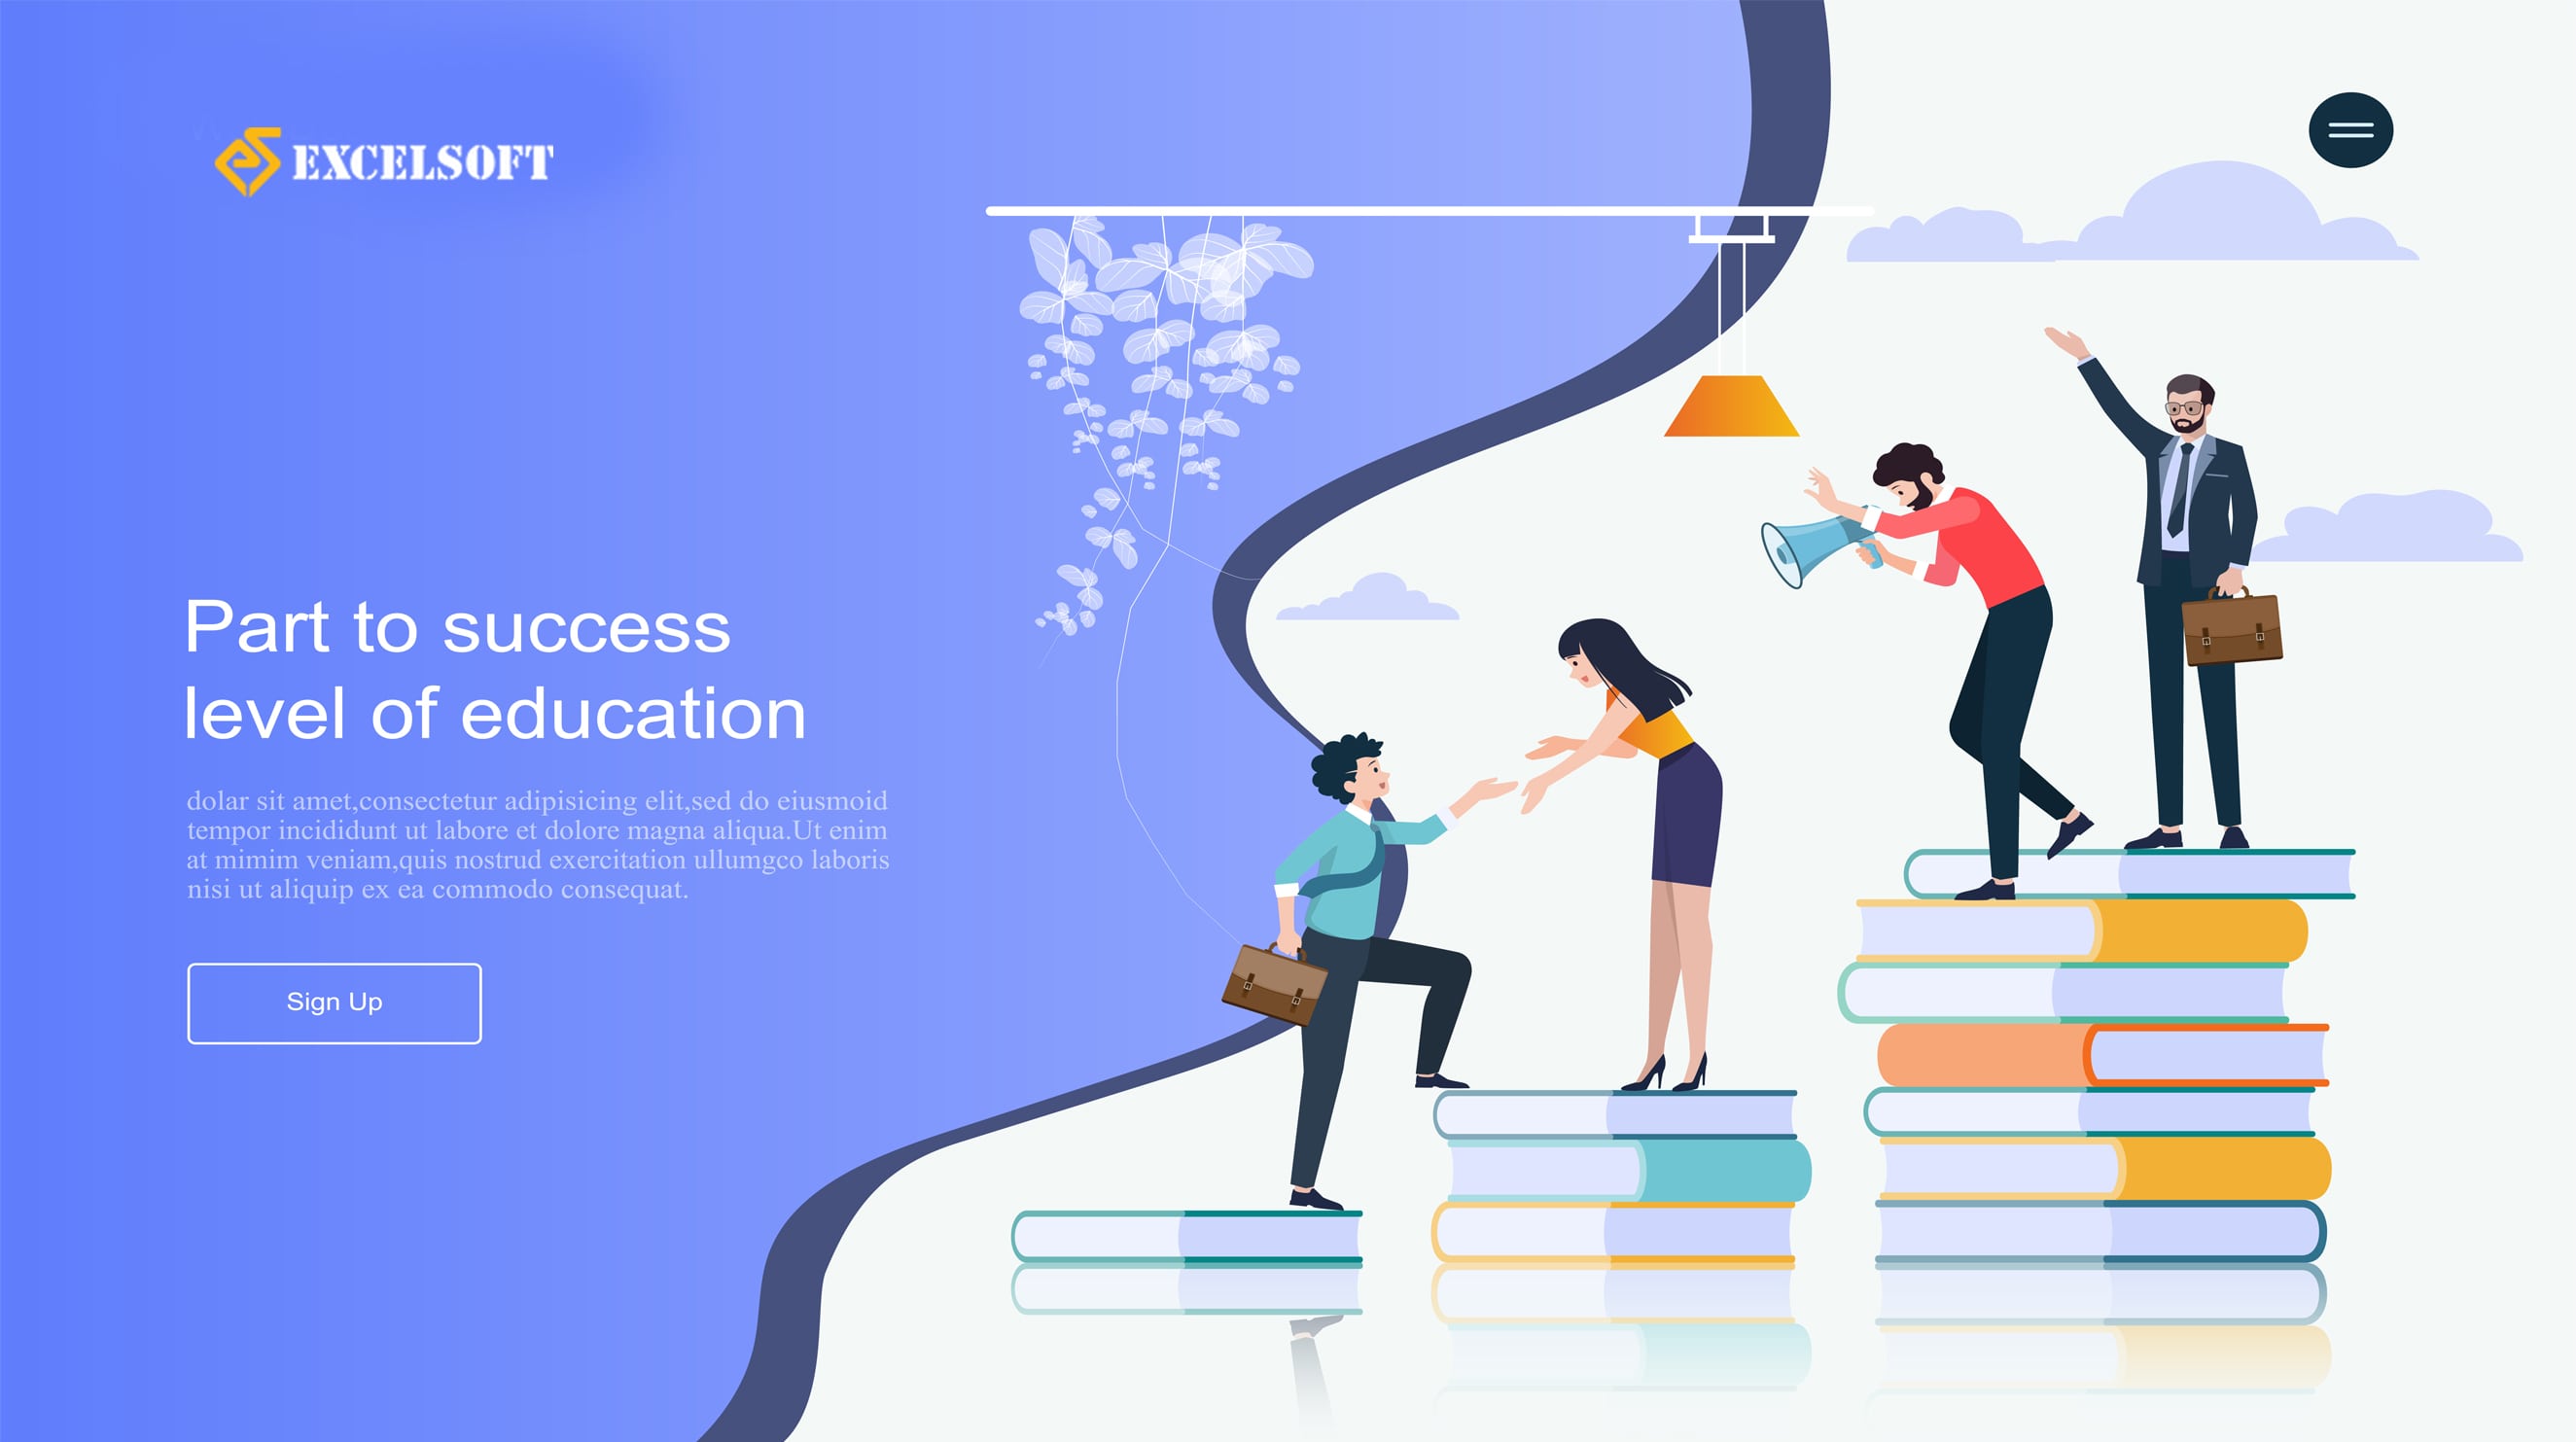 EXCELSOFT
Part to success
level of education
dolar sit amet,consectetur adipisicing elit,sed do eiusmoid
tempor incididunt ut labore et dolore magna aliqua.Ut enim
at mimim veniam,quis nostrud exercitation ullumgco laboris
nisi ut aliquip ex ea commodo consequat.
Sign Up